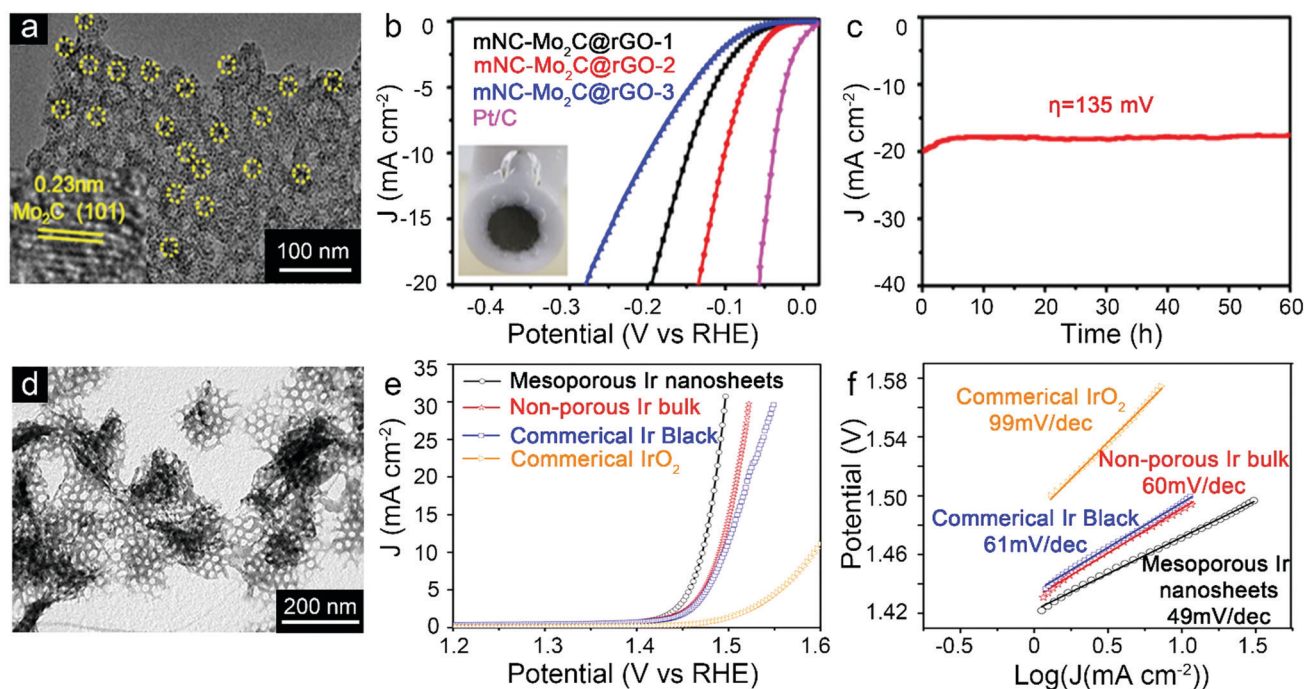 a
0.23nm
Mo₂C (101)
100 nm
b
mNC-Mo₂C@rGO-1
mNC-Mo₂C@rGO-2
mNC-Mo₂C@rGO-3
Pt/C
0
-5
-10
-15
-20
J (mA cm⁻²)
-0.4 -0.3 -0.2 -0.1 0.0
Potential (V vs RHE)
c
η=135 mV
0
-10
-20
-30
-40
J (mA cm⁻²)
0 10 20 30 40 50 60
Time (h)
d
200 nm
e
Mesoporous Ir nanosheets
Non-porous Ir bulk
Commerical Ir Black
Commerical IrO₂
35
30
25
20
15
10
5
0
J (mA cm⁻²)
1.2 1.3 1.4 1.5 1.6
Potential (V vs RHE)
f
Commerical IrO₂
99mV/dec
Non-porous Ir bulk
60mV/dec
Commerical Ir Black
61mV/dec
Mesoporous Ir
nanosheets
49mV/dec
1.58
1.54
1.50
1.46
1.42
Potential (V)
-0.5 0.0 0.5 1.0 1.5
Log(J(mA cm⁻²))